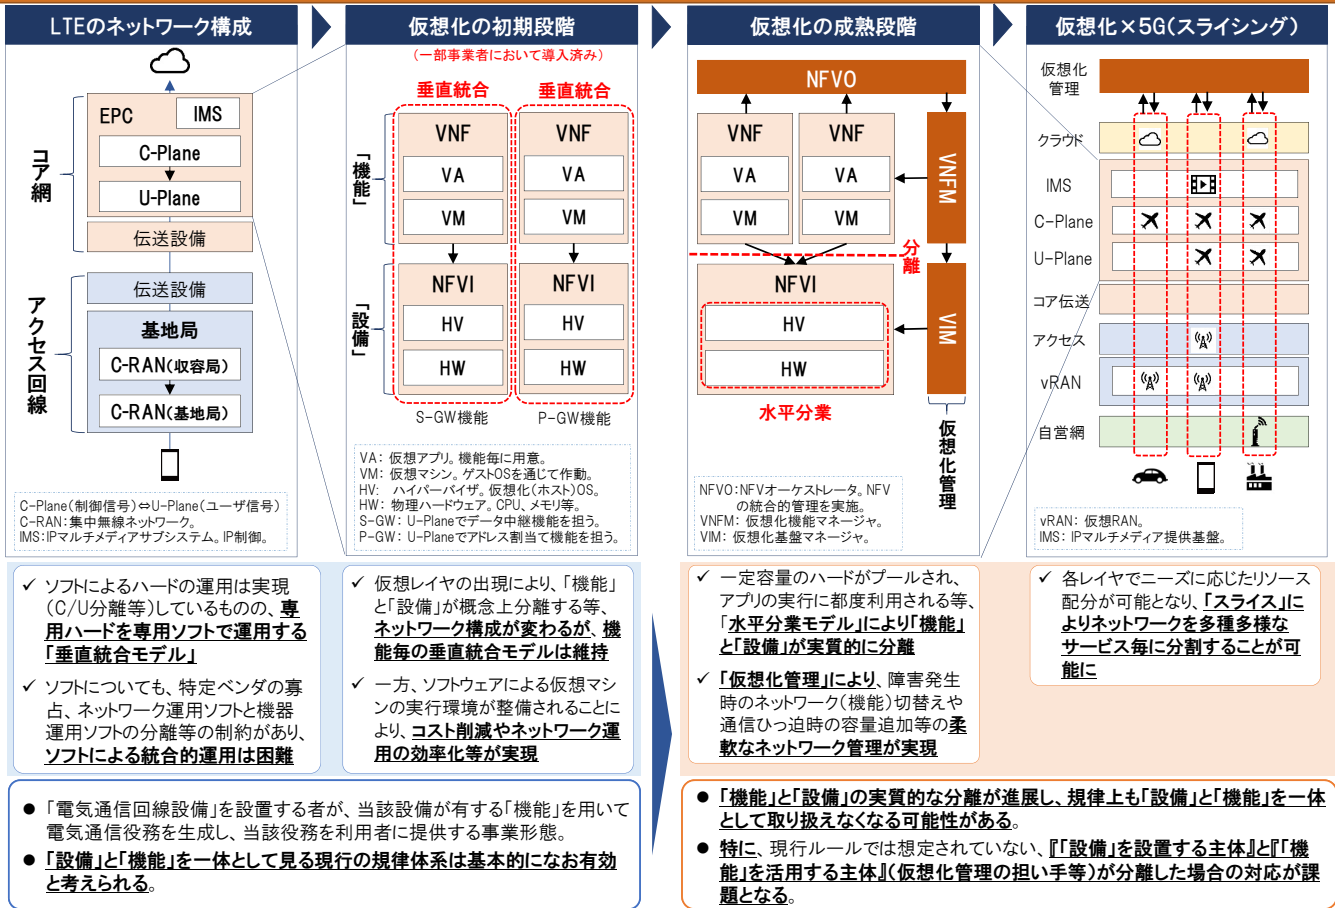 LTEのネットワーク構成
EPC
IMS
C-Plane
U-Plane
伝送設備
コア網
伝送設備
基地局
C-RAN(収容局)
C-RAN(基地局)
アクセス回線
C-Plane(制御信号)⇔U-Plane(ユーザ信号)
C-RAN:集中無線ネットワーク。
IMS:IPマルチメディアサブシステム。IP制御。
仮想化の初期段階
(一部事業者において導入済み)
垂直統合
垂直統合
「機能」
VNF
VA
VM
VNF
VA
VM
「設備」
NFVI
HV
HW
NFVI
HV
HW
S-GW機能
P-GW機能
VA: 仮想アプリ。機能毎に用意。
VM: 仮想マシン。ゲストOSを通じて作動。
HV: ハイパーバイザ。仮想化(ホスト)OS。
HW: 物理ハードウェア。CPU、メモリ等。
S-GW: U-Planeでデータ中継機能を担う。
P-GW: U-Planeでアドレス割当て機能を担う。
仮想化の成熟段階
NFVO
VNF
VA
VM
VNF
VA
VM
VNFM
分離
NFVI
HV
HW
VIM
水平分業
仮想化管理
NFVO:NFVオーケストレータ。NFV
の統合的管理を実施。
VNFM: 仮想化機能マネージャ。
VIM: 仮想化基盤マネージャ。
仮想化×5G(スライシング)
仮想化
管理
クラウド
IMS
C-Plane
U-Plane
コア伝送
アクセス
vRAN
自営網
vRAN: 仮想RAN。
IMS: IPマルチメディア提供基盤。
✓ ソフトによるハードの運用は実現
(C/U分離等)しているものの、専
用ハードを専用ソフトで運用する
「垂直統合モデル」
✓ ソフトについても、特定ベンダの寡
占、ネットワーク運用ソフトと機器
運用ソフトの分離等の制約があり、
ソフトによる統合的運用は困難
✓ 仮想レイヤの出現により、「機能」
と「設備」が概念上分離する等、
ネットワーク構成が変わるが、機
能毎の垂直統合モデルは維持
✓ 一方、ソフトウェアによる仮想マシ
ンの実行環境が整備されることに
より、コスト削減やネットワーク運
用の効率化等が実現
✓ 一定容量のハードがプールされ、
アプリの実行に都度利用される等、
「水平分業モデル」により「機能」
と「設備」が実質的に分離
✓ 「仮想化管理」により、障害発生
時のネットワーク(機能)切替えや
通信ひっ迫時の容量追加等の柔
軟なネットワーク管理が実現
✓ 各レイヤでニーズに応じたリソース
配分が可能となり、「スライス」に
よりネットワークを多種多様な
サービス毎に分割することが可
能に
● 「電気通信回線設備」を設置する者が、当該設備が有する「機能」を用いて
電気通信役務を生成し、当該役務を利用者に提供する事業形態。
● 「設備」と「機能」を一体として見る現行の規律体系は基本的になお有効
と考えられる。
● 「機能」と「設備」の実質的な分離が進展し、規律上も「設備」と「機能」を一体
として取り扱えなくなる可能性がある。
● 特に、現行ルールでは想定されていない、『「設備」を設置する主体』と『「機
能」を活用する主体』(仮想化管理の担い手等)が分離した場合の対応が課
題となる。